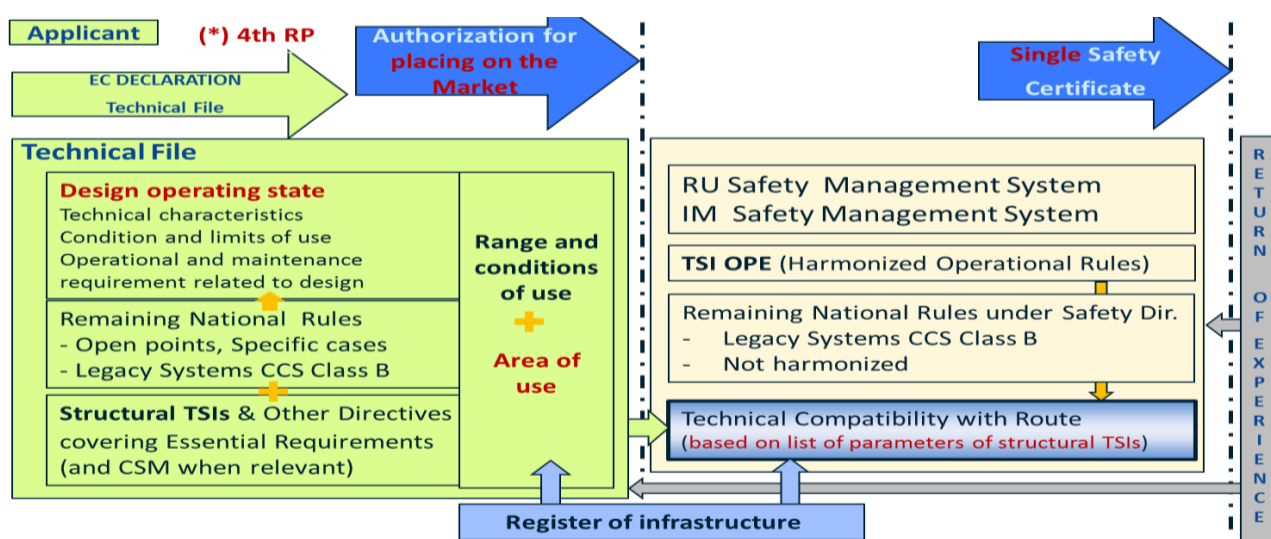 Applicant
(*) 4th RP
EC DECLARATION
Technical File
Authorization for
placing on the
Market
Single Safety
Certificate
Technical File
Design operating state
Technical characteristics
Condition and limits of use
Operational and maintenance
requirement related to design
Remaining National Rules
- Open points, Specific cases
- Legacy Systems CCS Class B
Structural TSIs & Other Directives
covering Essential Requirements
(and CSM when relevant)
Range and
conditions
of use
Area of
use
RU Safety Management System
IM Safety Management System
TSI OPE (Harmonized Operational Rules)
Remaining National Rules under Safety Dir.
- Legacy Systems CCS Class B
- Not harmonized
Technical Compatibility with Route
(based on list of parameters of structural TSIs)
Register of infrastructure
RETURN OF EXPERIENCE